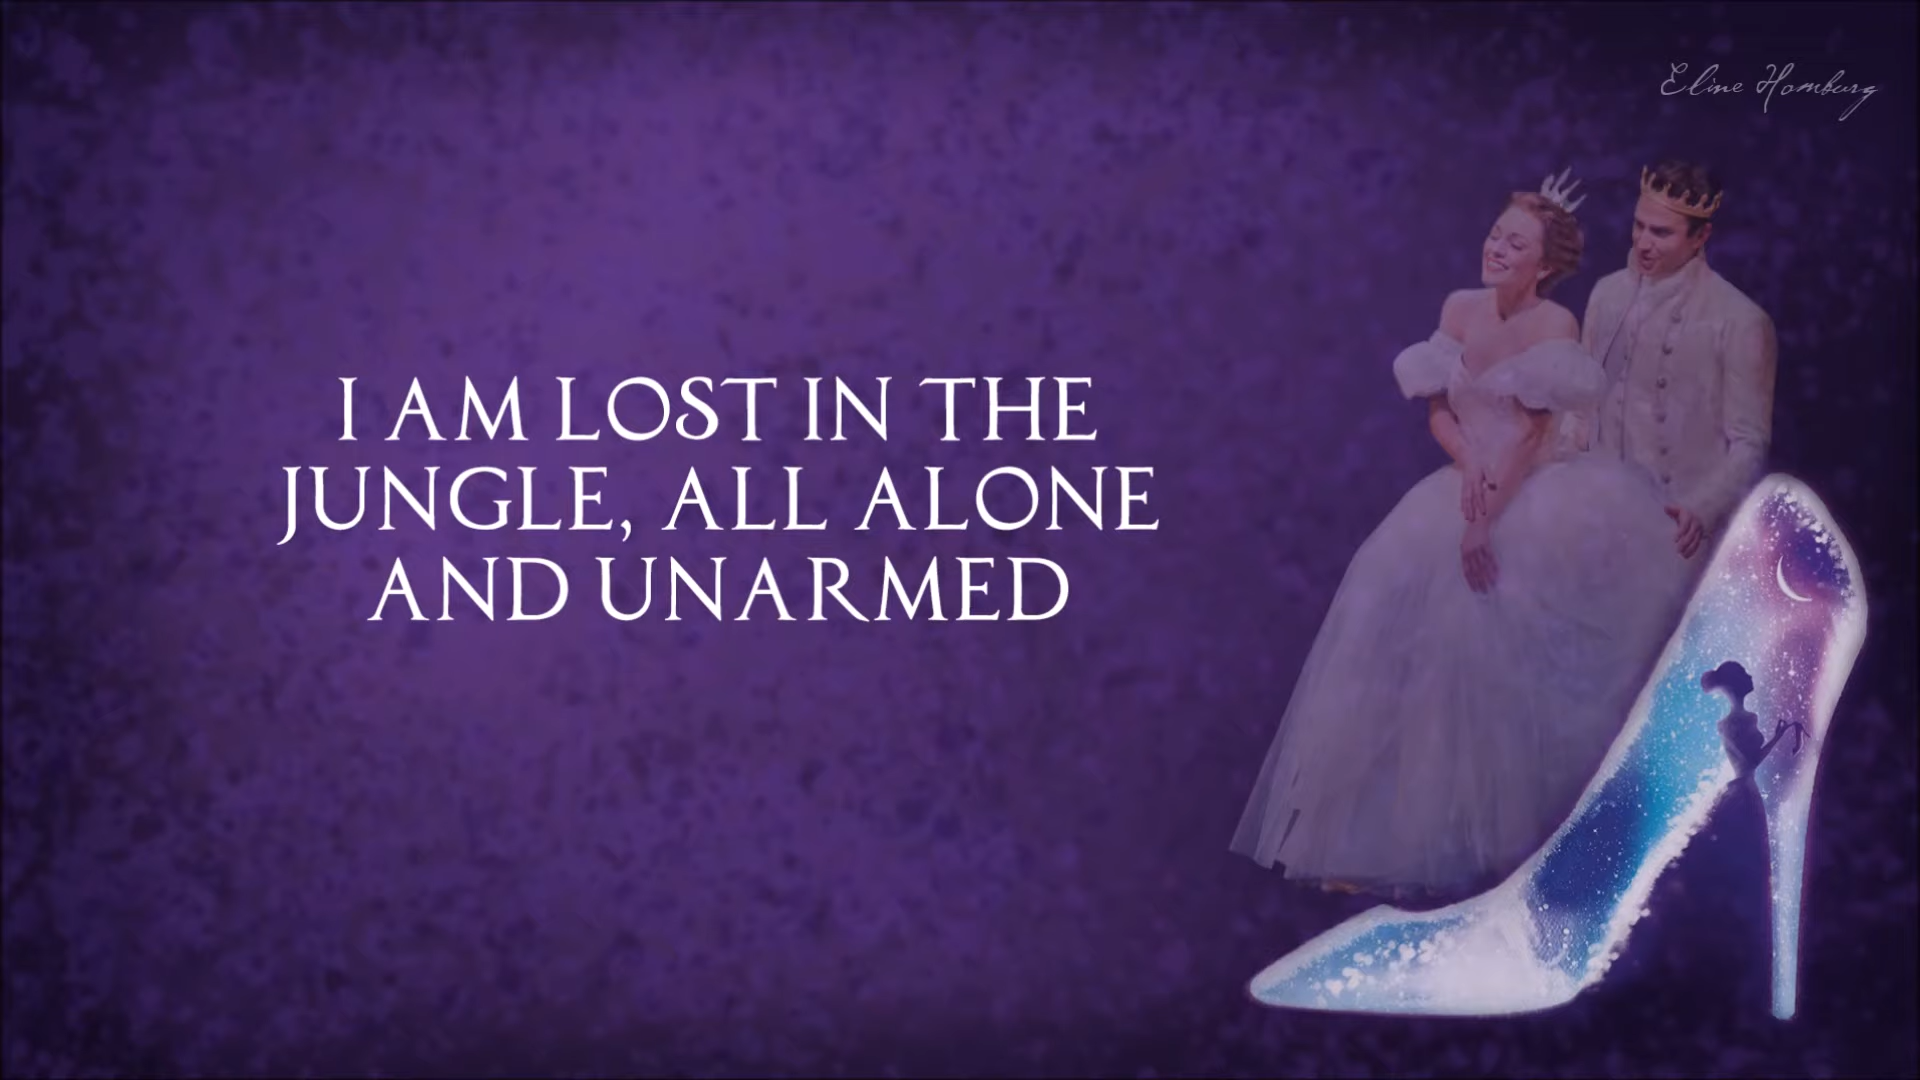 Eline Homburg
I AM LOST IN THE
JUNGLE, ALL ALONE
AND UNARMED